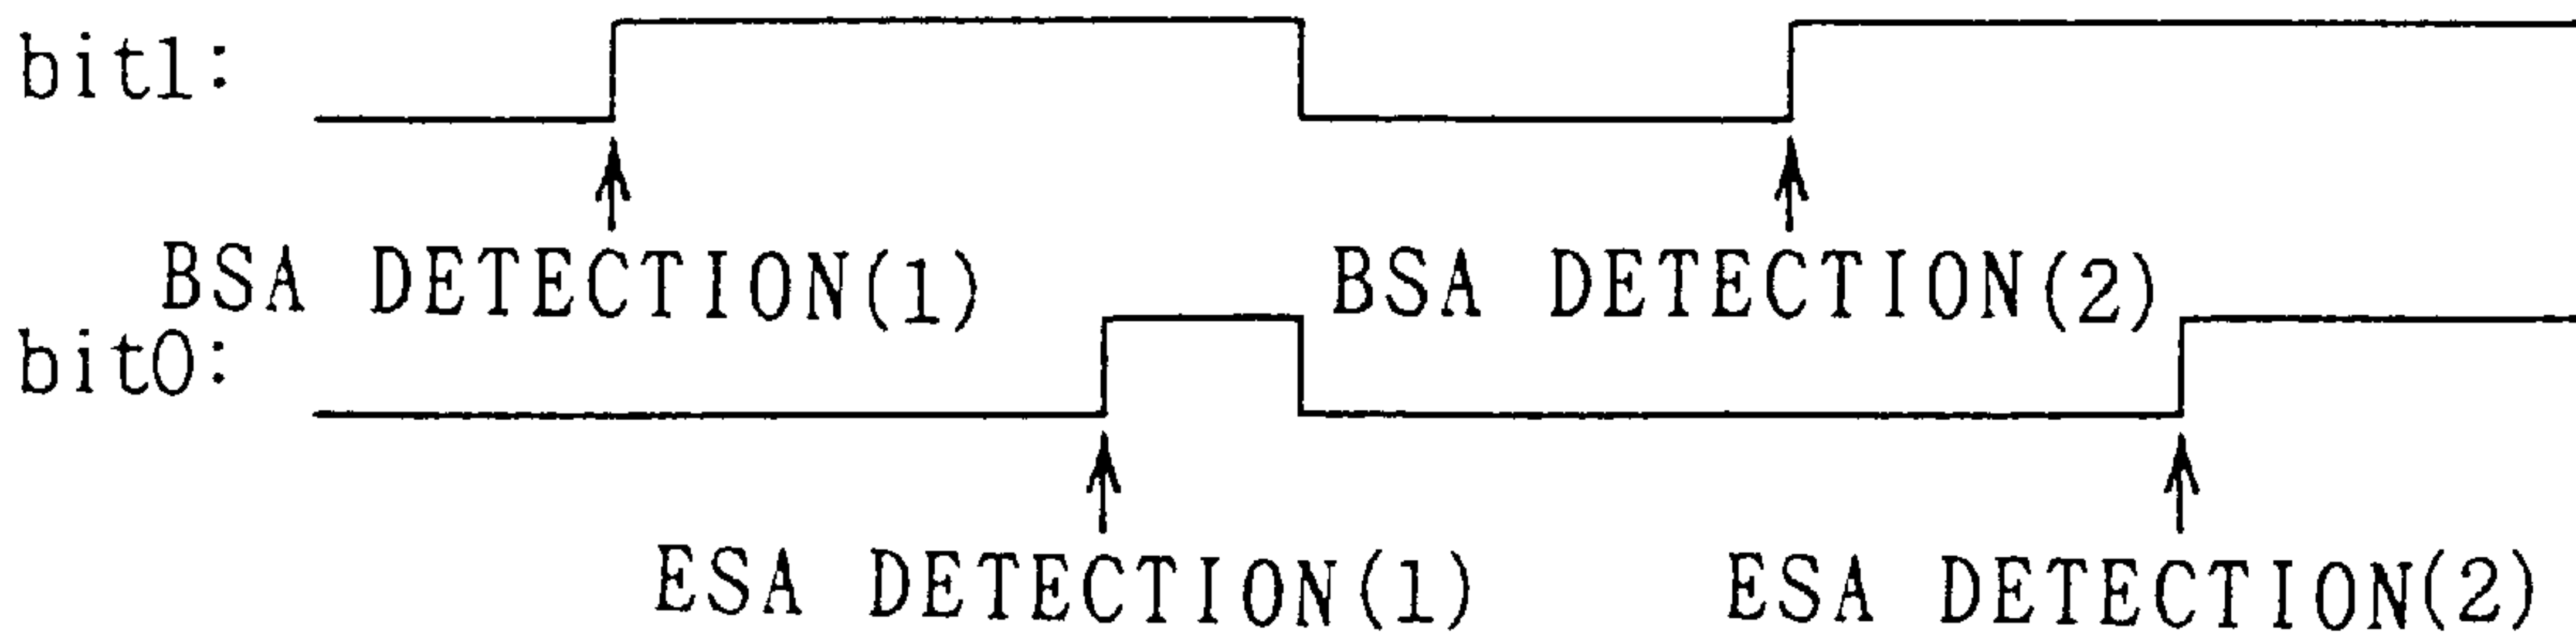 bit1:
BSA DETECTION(1) BSA DETECTION(2)
bit0:
ESA DETECTION(1) ESA DETECTION(2)